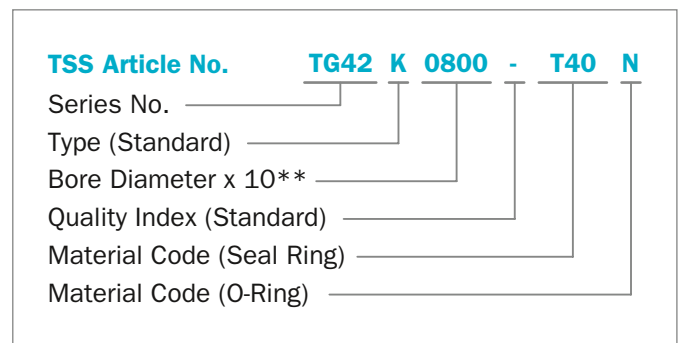 TSS Article No. TG42 K 0800 - T40 N
Series No.
Type (Standard)
Bore Diameter x 10**
Quality Index (Standard)
Material Code (Seal Ring)
Material Code (O-Ring)